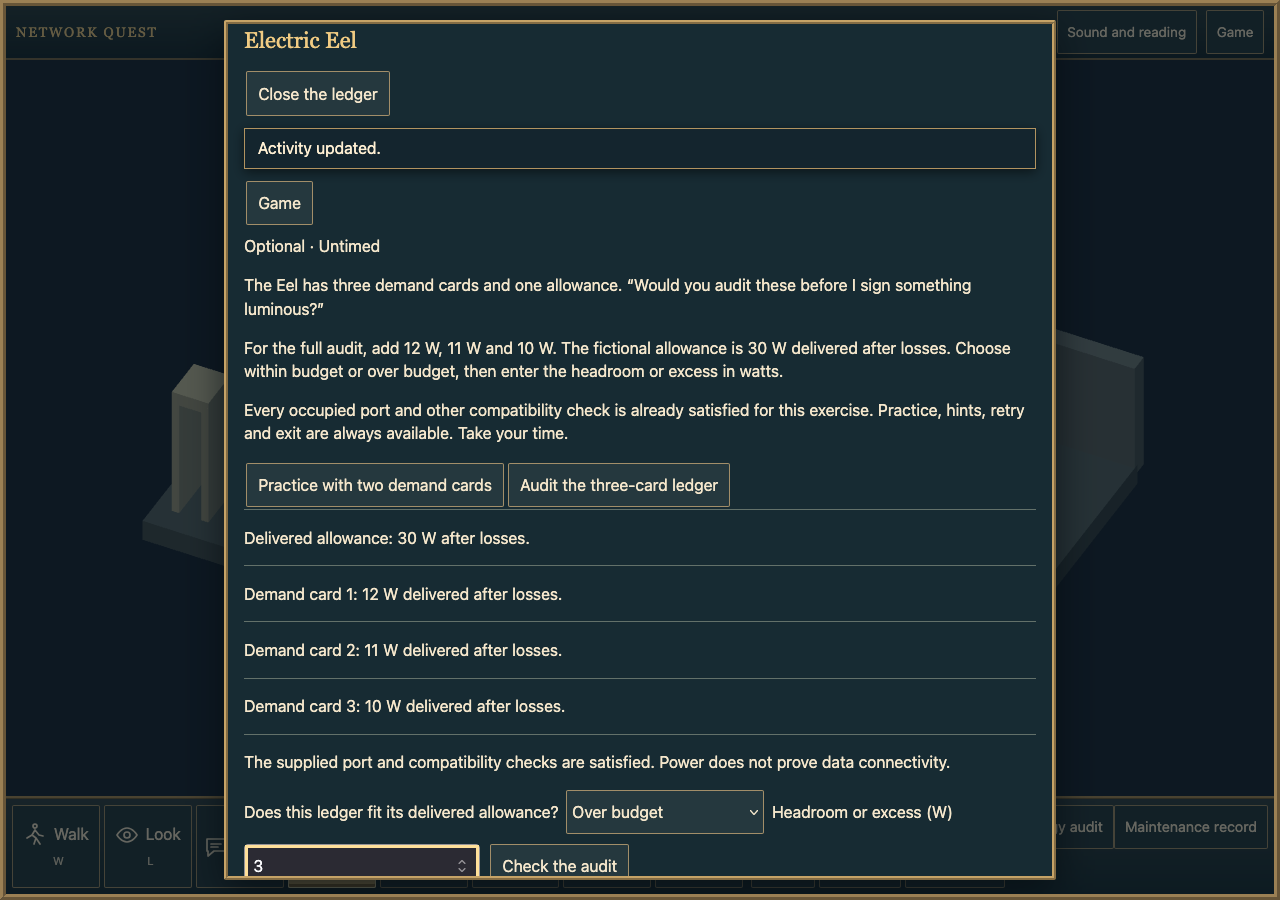 NETWORK QUEST
Sound and reading
Game
Electric Eel
Close the ledger
Activity updated.
Game
Optional · Untimed
The Eel has three demand cards and one allowance. “Would you audit these before I sign something
luminous?”
For the full audit, add 12 W, 11 W and 10 W. The fictional allowance is 30 W delivered after losses. Choose
within budget or over budget, then enter the headroom or excess in watts.
Every occupied port and other compatibility check is already satisfied for this exercise. Practice, hints, retry
and exit are always available. Take your time.
Practice with two demand cards
Audit the three-card ledger
Delivered allowance: 30 W after losses.
Demand card 1: 12 W delivered after losses.
Demand card 2: 11 W delivered after losses.
Demand card 3: 10 W delivered after losses.
The supplied port and compatibility checks are satisfied. Power does not prove data connectivity.
Does this ledger fit its delivered allowance? Over budget Headroom or excess (W)
3
Check the audit
Walk
W
Look
L
audit
Maintenance record